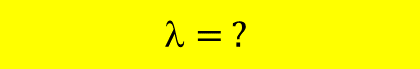 λ = ?